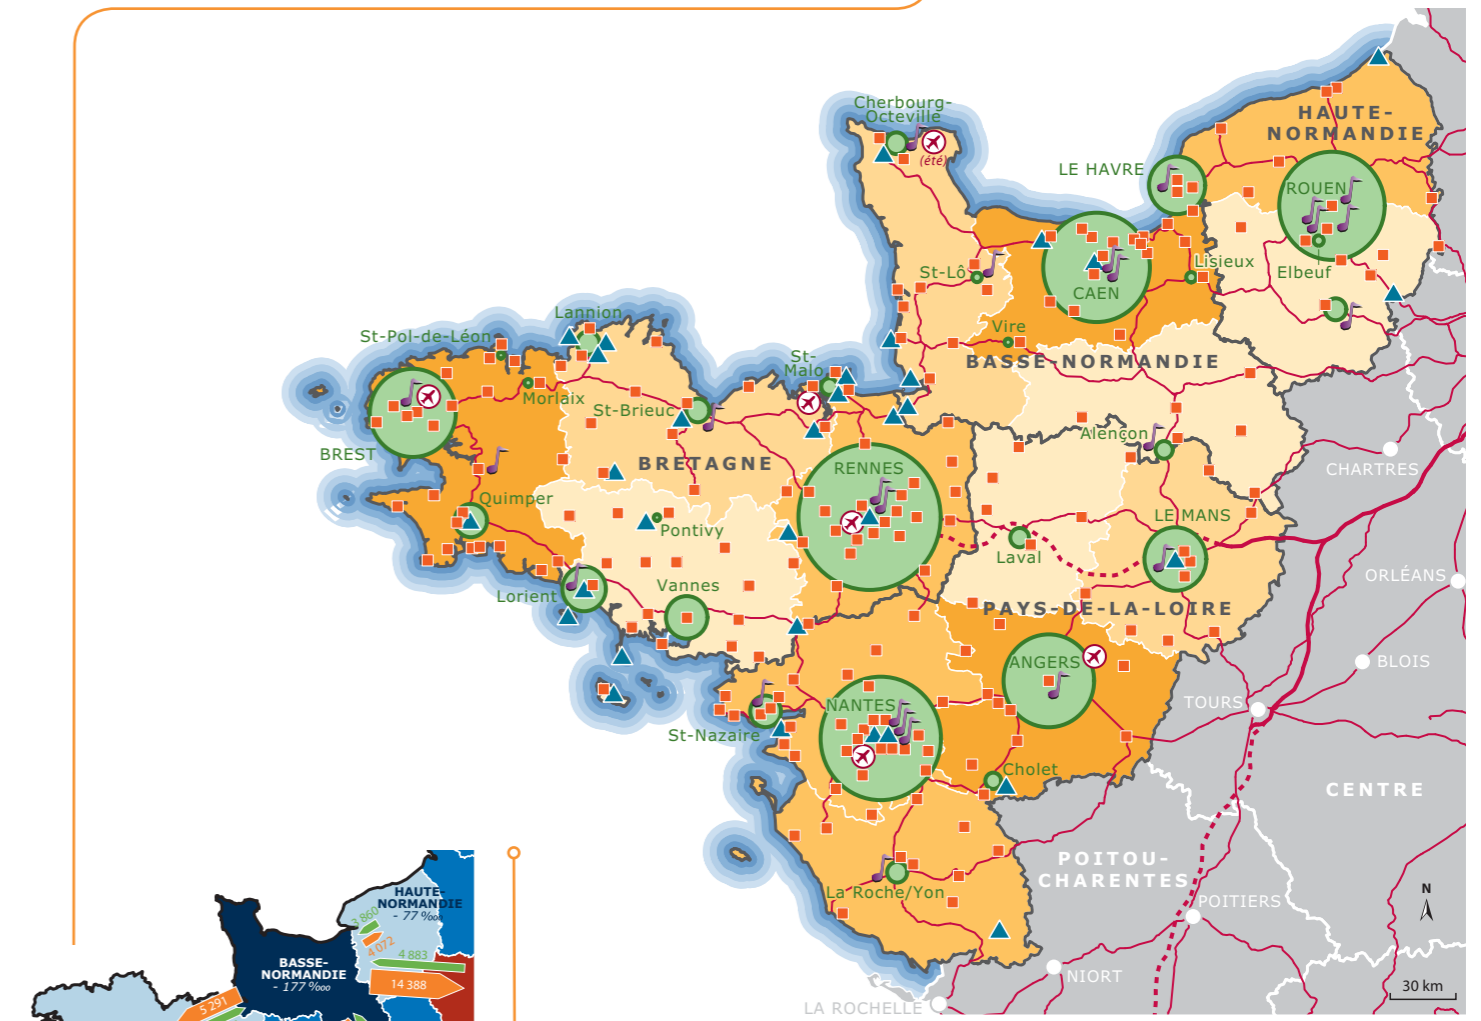 Cherbourg-
Octeville
(été)
HAUTE-
NORMANDIE
LE HAVRE
ROUEN
St-Lô
CAEN
Lisieux
Elbeuf
Lannion
St-Pol-de-Léon
Vire
BASSE-NORMANDIE
St-
Malo
Morlaix
St-Brieuc
Alençon
BREST
BRETAGNE
RENNES
CHARTRES
Quimper
Pontivy
LE MANS
Laval
ORLÉANS
Lorient
Vannes
PAYS-DE-LA-LOIRE
ANGERS
BLOIS
NANTES
TOURS
St-Nazaire
Cholet
CENTRE
POITOU-
CHARENTES
La Roche/Yon
POITIERS
N
NIORT
30 km
LA ROCHELLE
HAUTE-
NORMANDIE
- 77 ‱
3 860
4 072
4 883
BASSE-
NORMANDIE
- 177 ‱
14 388
5 291